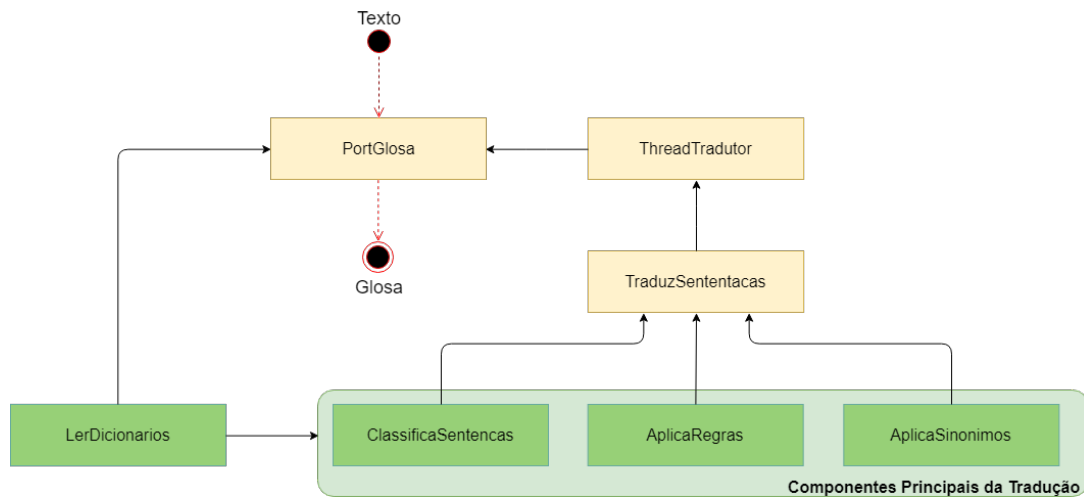 Texto
PortGlosa
ThreadTradutor
Glosa
TraduzSententacas
LerDicionarios
ClassificaSentencas
AplicaRegras
AplicaSinonimos
Componentes Principais da Tradução